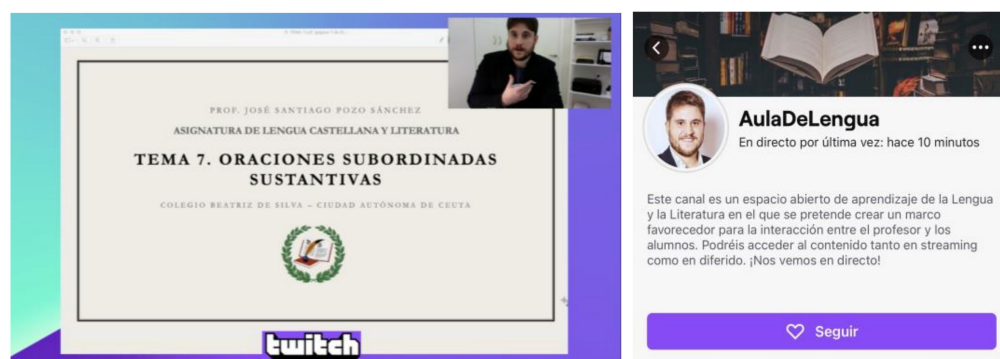 PROF. JOSÉ SANTIAGO POZO SÁNCHEZ
ASIGNATURA DE LENGUA CASTELLANA Y LITERATURA
TEMA 7. ORACIONES SUBORDINADAS
SUSTANTIVAS
COLEGIO BEATRIZ DE SILVA – CIUDAD AUTÓNOMA DE CEUTA
twitch
AulaDeLengua
En directo por última vez: hace 10 minutos
Este canal es un espacio abierto de aprendizaje de la Lengua
y la Literatura en el que se pretende crear un marco
favorecedor para la interacción entre el profesor y los
alumnos. Podréis acceder al contenido tanto en streaming
como en diferido. ¡Nos vemos en directo!
Seguir